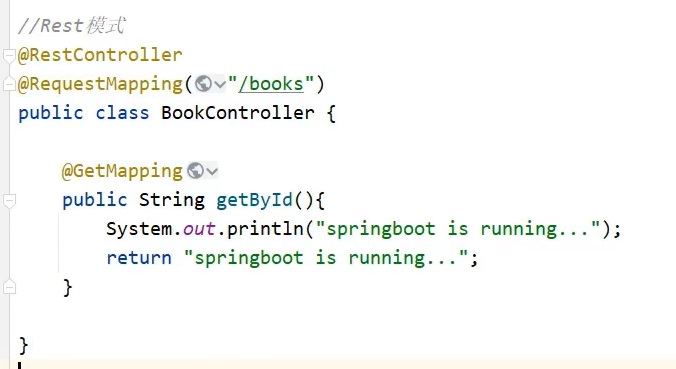 //Rest模式
@RestController
@RequestMapping("/books")
public class BookController {
@GetMapping
public String getById(){
System.out.println("springboot is running...");
return "springboot is running...";
}
}